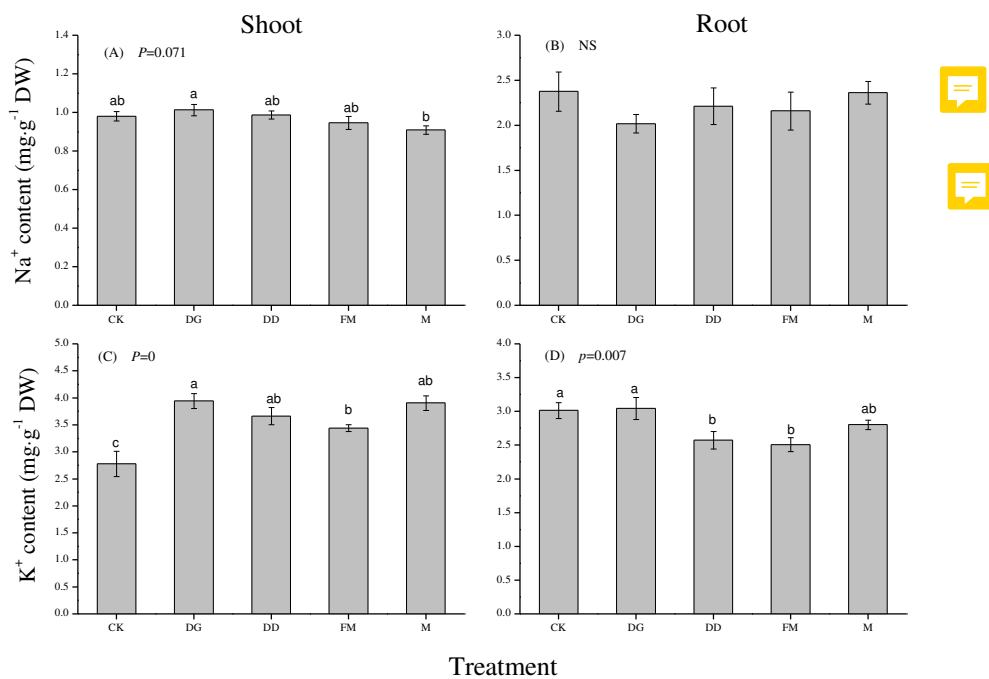 Shoot
Root
Na⁺ content (mg·g⁻¹ DW)
(A) P=0.071
1.4
1.2
1.0
0.8
0.6
0.4
0.2
0.0
ab
a
ab
ab
b
CK DG DD FM M
(B) NS
3.0
2.5
2.0
1.5
1.0
0.5
0.0
CK DG DD FM M
K⁺ content (mg·g⁻¹ DW)
(C) P=0
5.0
4.5
4.0
3.5
3.0
2.5
2.0
1.5
1.0
0.5
0.0
c
a
ab
b
ab
CK DG DD FM M
(D) p=0.007
4.0
3.5
3.0
2.5
2.0
1.5
1.0
0.5
0.0
a
a
b
b
ab
CK DG DD FM M
Treatment